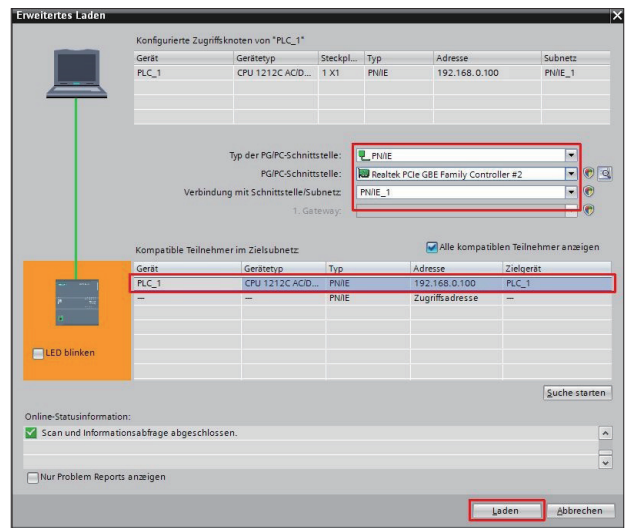 Erweitertes Laden
Konfigurierte Zugriffsknoten von "PLC_1"
Gerät Gerätetyp Steckpl... Typ Adresse Subnetz
PLC_1 CPU 1212C AC/D... 1 X1 PN/IE 192.168.0.100 PN/IE_1
Typ der PG/PC-Schnittstelle: PN/IE
PG/PC-Schnittstelle: Realtek PCIe GBE Family Controller #2
Verbindung mit Schnittstelle/Subnetz: PN/IE_1
1. Gateway:
Kompatible Teilnehmer im Zielsubnetz: Alle kompatiblen Teilnehmer anzeigen
Gerät Gerätetyp Typ Adresse Zielgerät
PLC_1 CPU 1212C AC/D... PN/IE 192.168.0.100 PLC_1
— — PN/IE Zugriffsadresse —
LED blinken
Suche starten
Online-Statusinformation:
Scan und Informationsabfrage abgeschlossen.
Nur Problem Reports anzeigen
Laden Abbrechen